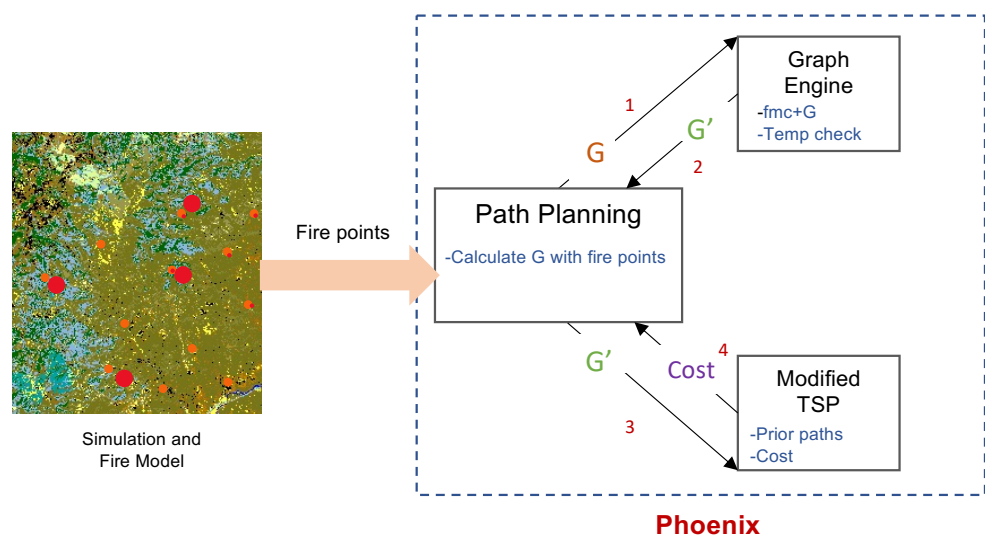 Graph
Engine
-fmc+G
-Temp check
1
G
G’
2
Path Planning
-Calculate G with fire points
Fire points
Simulation and
Fire Model
G’
Cost
4
3
Modified
TSP
-Prior paths
-Cost
Phoenix